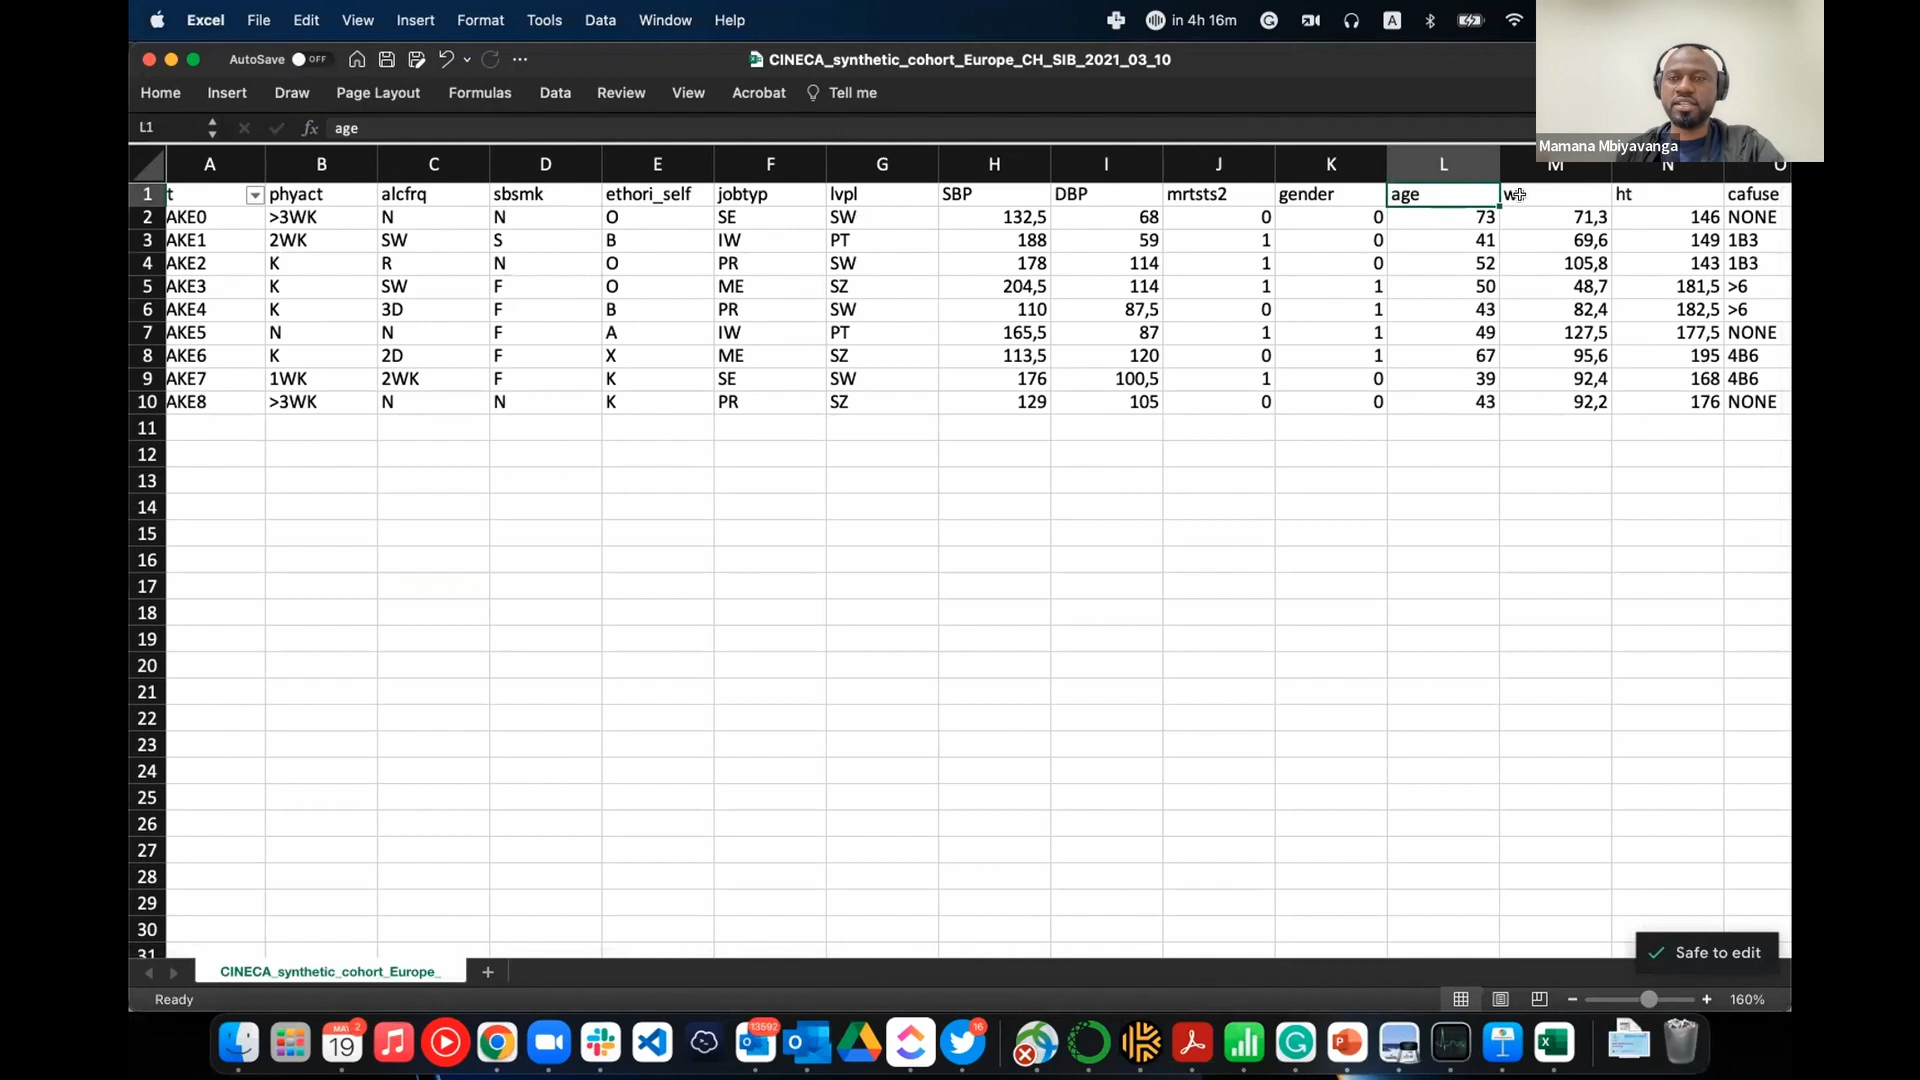 Excel File Edit View Insert Format Tools Data Window Help in 4h 16m A
AutoSave OFF CINECA_synthetic_cohort_Europe_CH_SIB_2021_03_10
Home Insert Draw Page Layout Formulas Data Review View Acrobat Tell me
L1 fx age
Mamana Mbiyavanga
A B C D E F G H I J K L M N O
1 t phyact alcfrq sbsmk ethori_self jobtyp lvpl SBP DBP mrtsts2 gender age ht cafuse
2 AKE0 >3WK N N O SE SW 132,5 68 0 0 73 71,3 146 NONE
3 AKE1 2WK SW S B IW PT 188 59 1 0 41 69,6 149 1B3
4 AKE2 K R N O PR SW 178 114 1 0 52 105,8 143 1B3
5 AKE3 K SW F O ME SZ 204,5 114 1 1 50 48,7 181,5 >6
6 AKE4 K 3D F B PR SW 110 87,5 0 1 43 82,4 182,5 >6
7 AKE5 N N F A IW PT 165,5 87 1 1 49 127,5 177,5 NONE
8 AKE6 K 2D F X ME SZ 113,5 120 0 1 67 95,6 195 4B6
9 AKE7 1WK 2WK F K SE SW 176 100,5 1 0 39 92,4 168 4B6
10 AKE8 >3WK N N K PR SZ 129 105 0 0 43 92,2 176 NONE
11
12
13
14
15
16
17
18
19
20
21
22
23
24
25
26
27
28
29
30
31
Safe to edit
CINECA_synthetic_cohort_Europe_ +
Ready 160%
MAY 2 13592 16
19